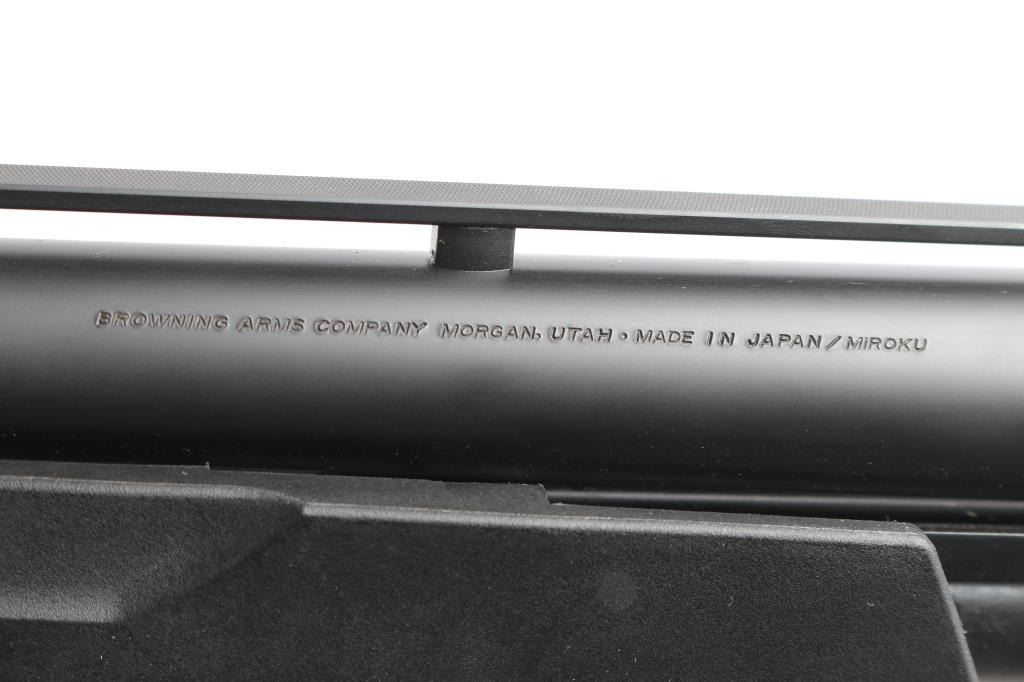 BROWNING ARMS COMPANY MORGAN, UTAH • MADE IN JAPAN / MIROKU